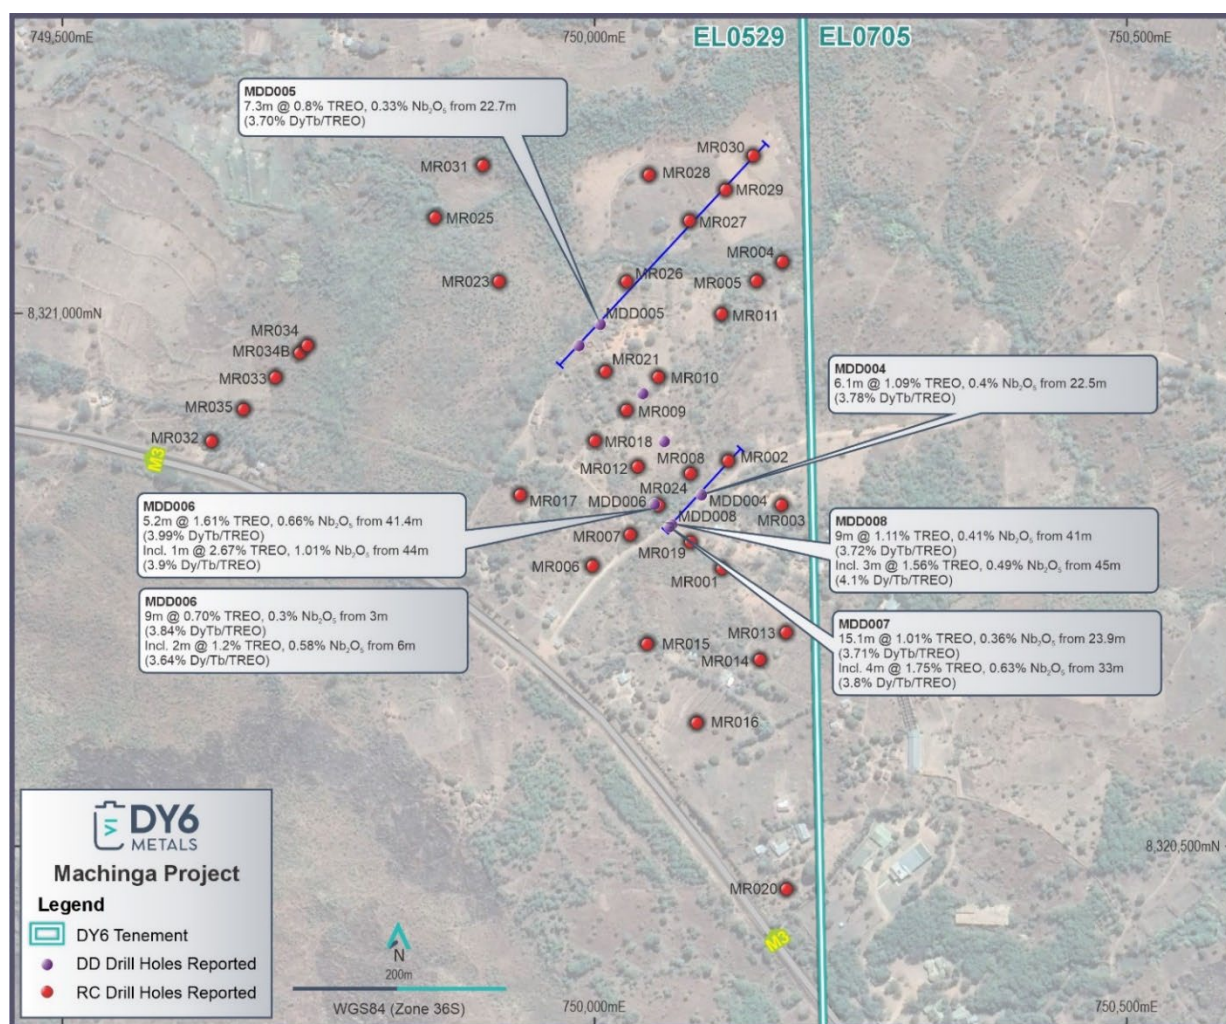 749,500mE
750,000mE
EL0529
EL0705
750,500mE
MDD005
7.3m @ 0.8% TREO, 0.33% Nb₂O₅ from 22.7m
(3.70% DyTb/TREO)
MR030
MR031
MR028
MR029
MR025
MR027
MR004
MR023
MR026
MR005
8,321,000mN
MDD005
MR011
MR034
MR034B
MR033
MR021
MR010
MDD004
6.1m @ 1.09% TREO, 0.4% Nb₂O₅ from 22.5m
(3.78% DyTb/TREO)
MR035
MR009
MR032
M3
MR018
MR008
MR002
MR012
MR024
MR017
MDD006
MDD004
MR003
MDD006
5.2m @ 1.61% TREO, 0.66% Nb₂O₅ from 41.4m
(3.99% DyTb/TREO)
Incl. 1m @ 2.67% TREO, 1.01% Nb₂O₅ from 44m
(3.9% Dy/TREO)
MDD008
MR007
MR019
MDD008
9m @ 1.11% TREO, 0.41% Nb₂O₅ from 41m
(3.72% DyTb/TREO)
Incl. 3m @ 1.56% TREO, 0.49% Nb₂O₅ from 45m
(4.1% Dy/TREO)
MR006
MR001
MDD006
9m @ 0.70% TREO, 0.3% Nb₂O₅ from 3m
(3.84% DyTb/TREO)
Incl. 2m @ 1.2% TREO, 0.58% Nb₂O₅ from 6m
(3.64% Dy/TREO)
MDD007
15.1m @ 1.01% TREO, 0.36% Nb₂O₅ from 23.9m
(3.71% DyTb/TREO)
Incl. 4m @ 1.75% TREO, 0.63% Nb₂O₅ from 33m
(3.8% Dy/Tb/TREO)
MR013
MR015
MR014
MR016
DY6
METALS
Machinga Project
Legend
DY6 Tenement
DD Drill Holes Reported
RC Drill Holes Reported
N
200m
WGS84 (Zone 36S)
8,320,500mN
MR020
M3
750,000mE
750,500mE